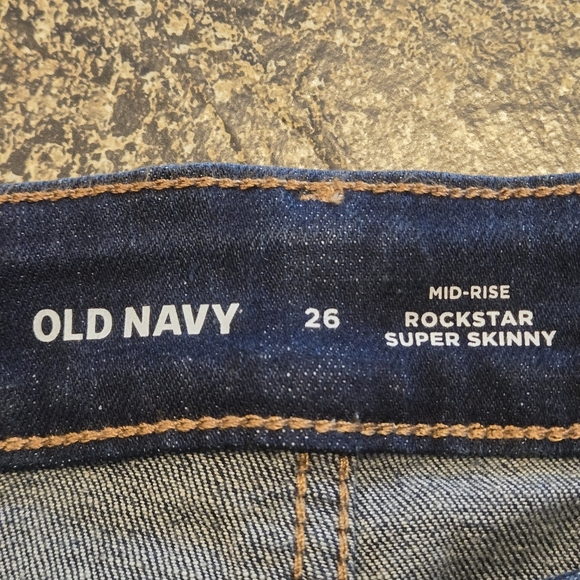 OLD NAVY
26
MID-RISE
ROCKSTAR
SUPER SKINNY